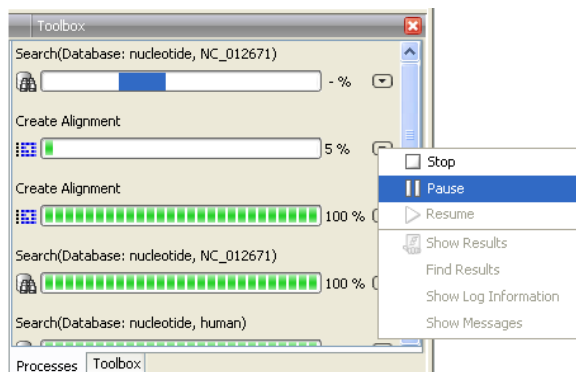 Toolbox
Search(Database: nucleotide, NC_012671)
- %
Create Alignment
5 %
Stop
Pause
Create Alignment
100 %
Resume
Show Results
Search(Database: nucleotide, NC_012671)
Find Results
100 %
Show Log Information
Search(Database: nucleotide, human)
Show Messages
Processes
Toolbox